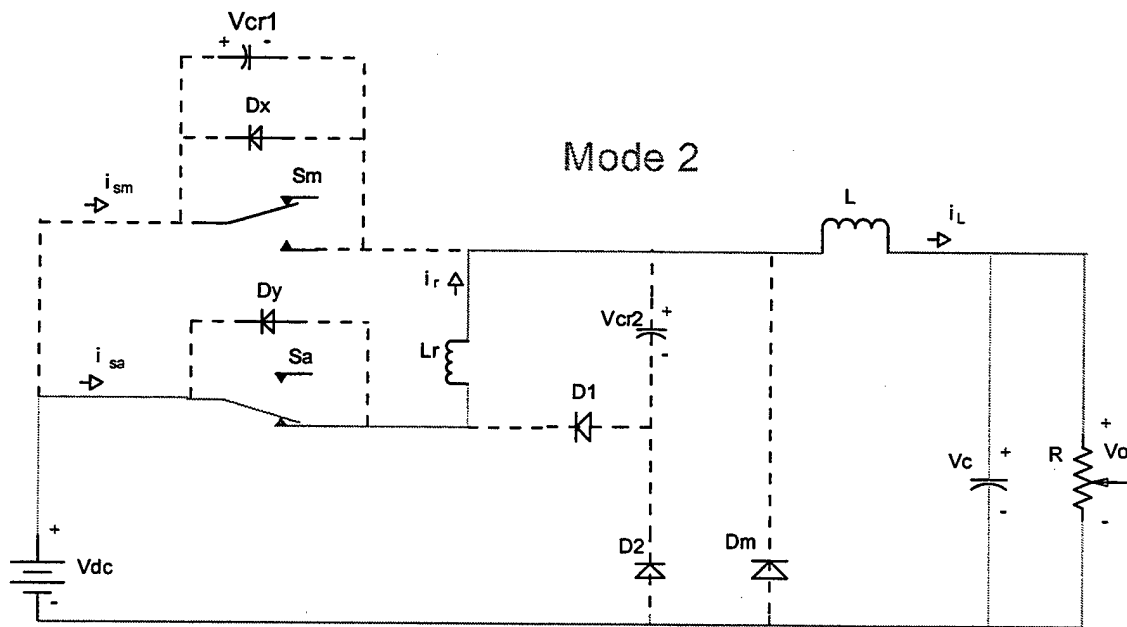 Vcr1
+ -
Dx
Mode 2
i sm
Sm
L
i L
Dy
i r
Vcr2
+
-
i sa
Sa
Lr
D1
Vc
+
-
R
+
Vo
-
+
Vdc
-
D2
Dm